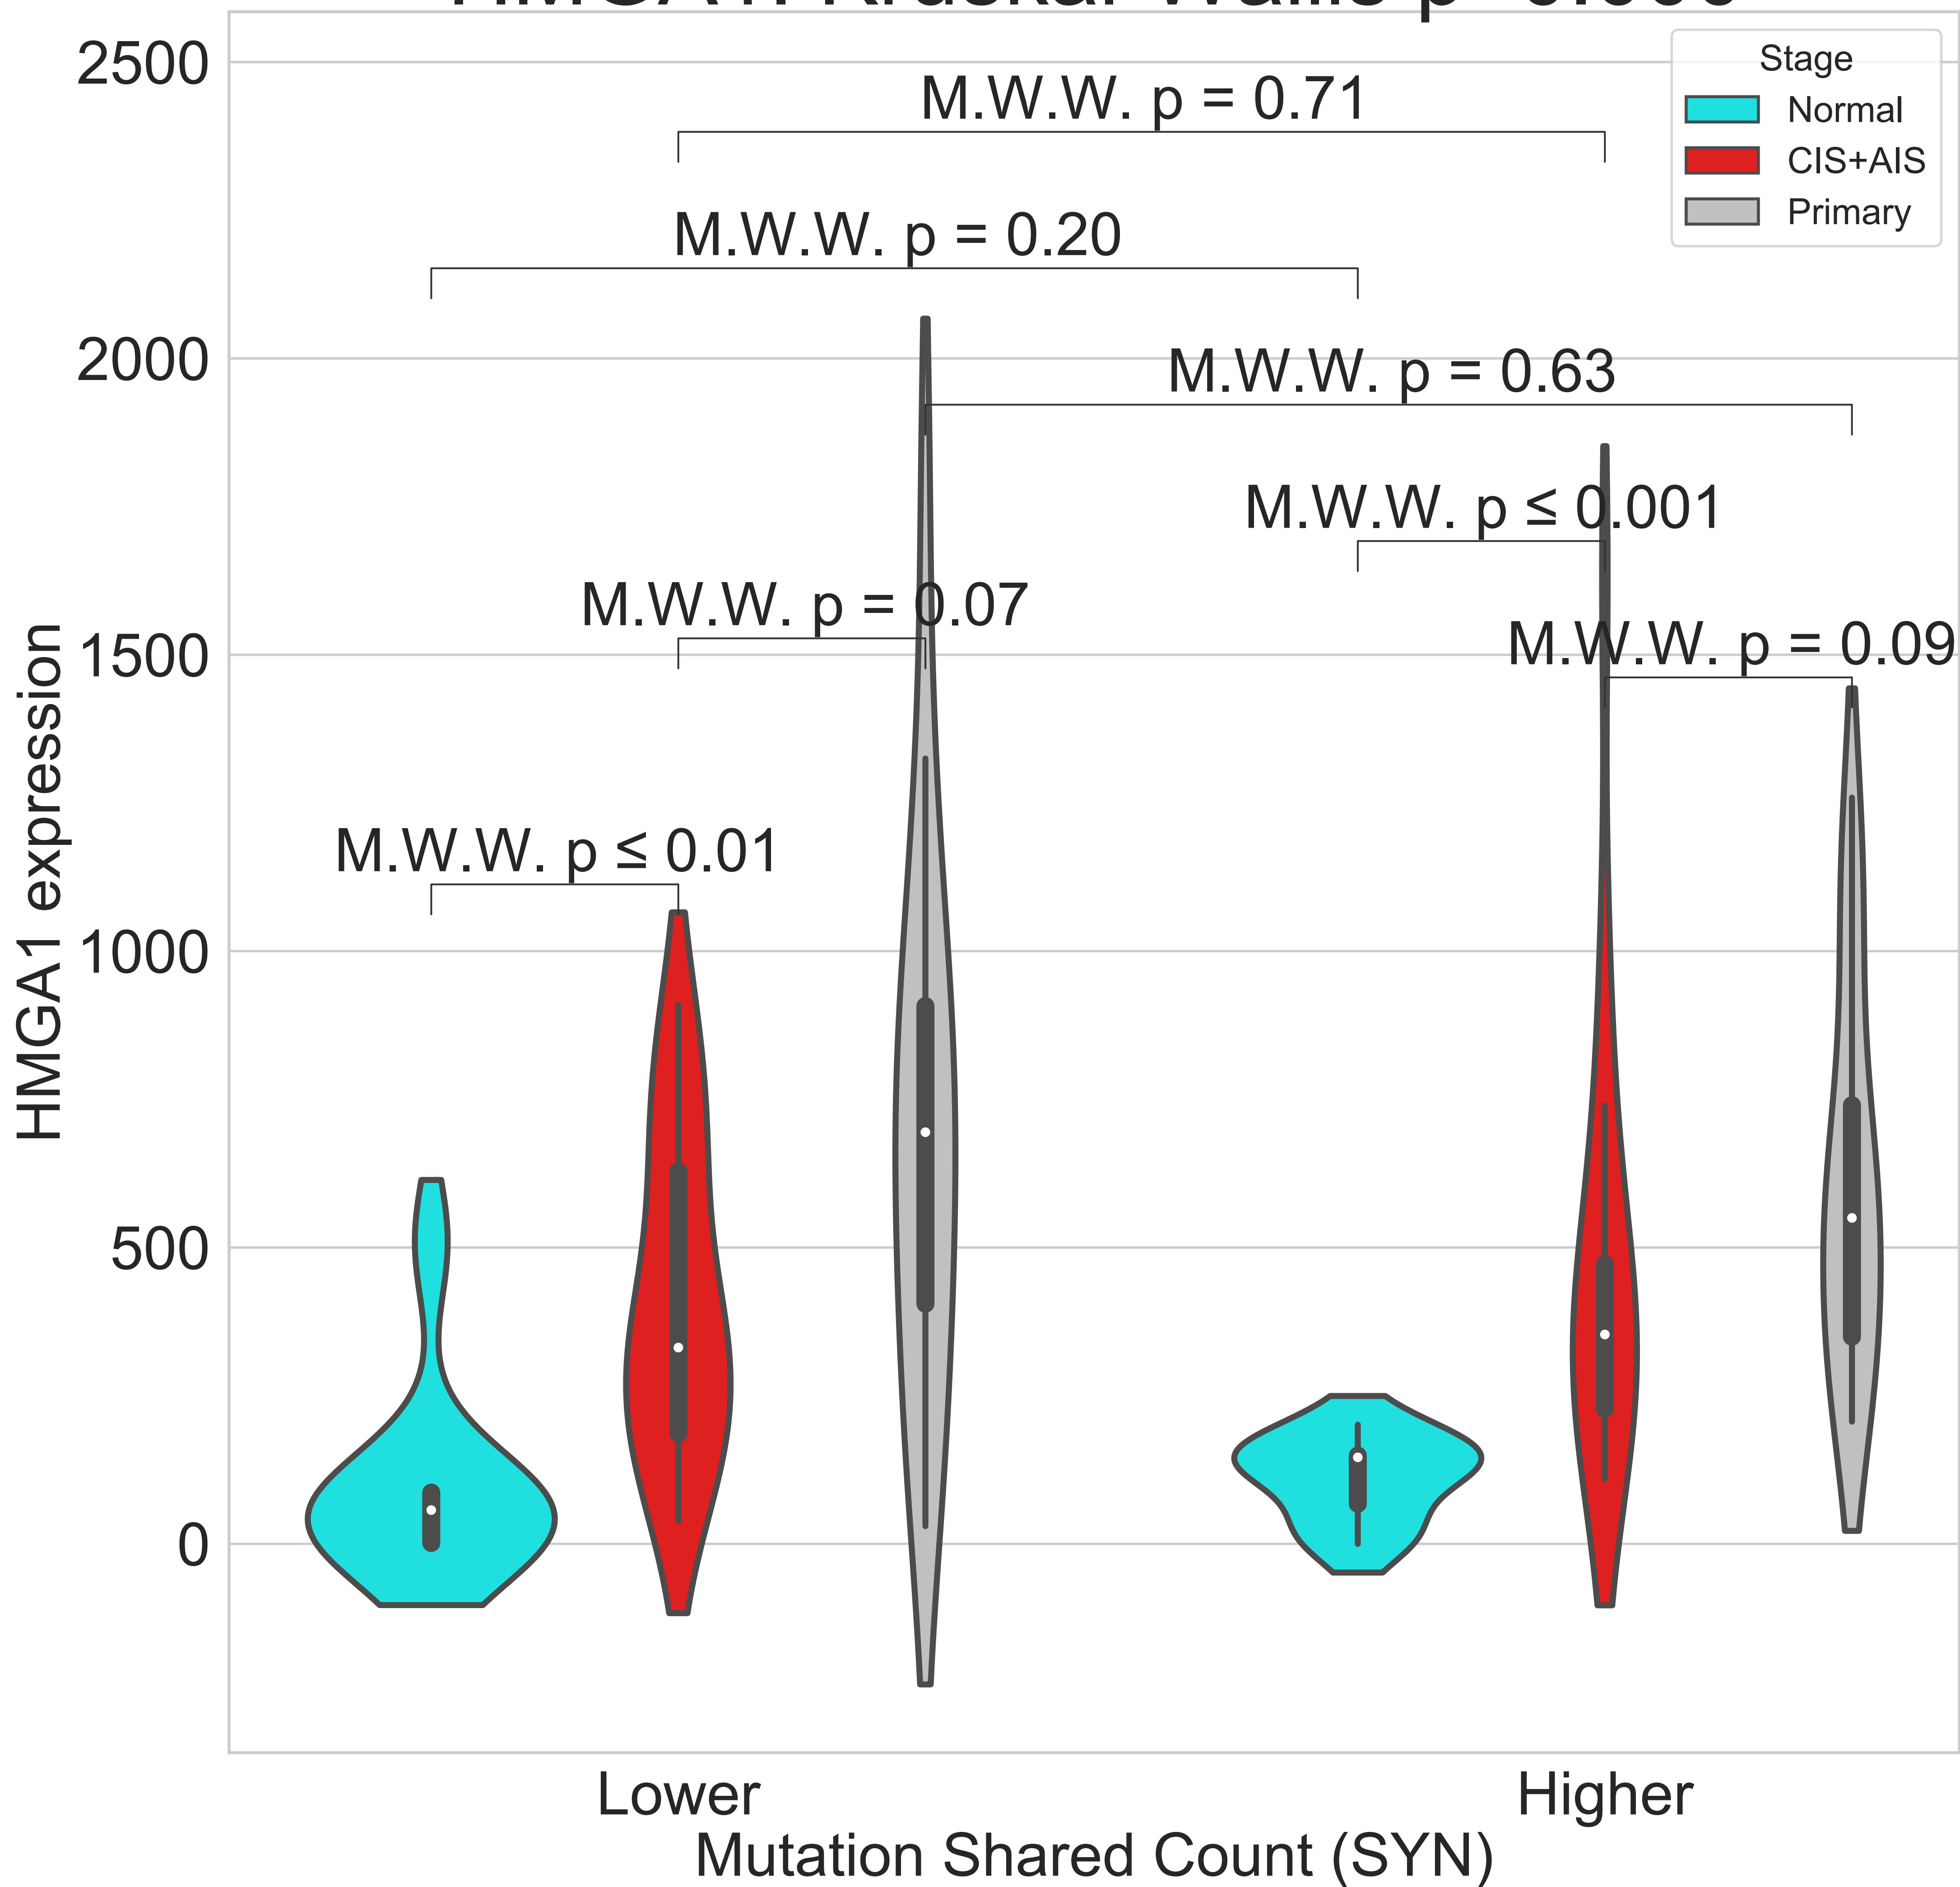 2500
2000
1500
1000
500
0
HMGA1 expression
Stage
Normal
CIS+AIS
Primary
M.W.W. p = 0.71
M.W.W. p = 0.20
M.W.W. p = 0.63
M.W.W. p ≤ 0.001
M.W.W. p = 0.07
M.W.W. p = 0.09
M.W.W. p ≤ 0.01
Lower
Higher
Mutation Shared Count (SYN)